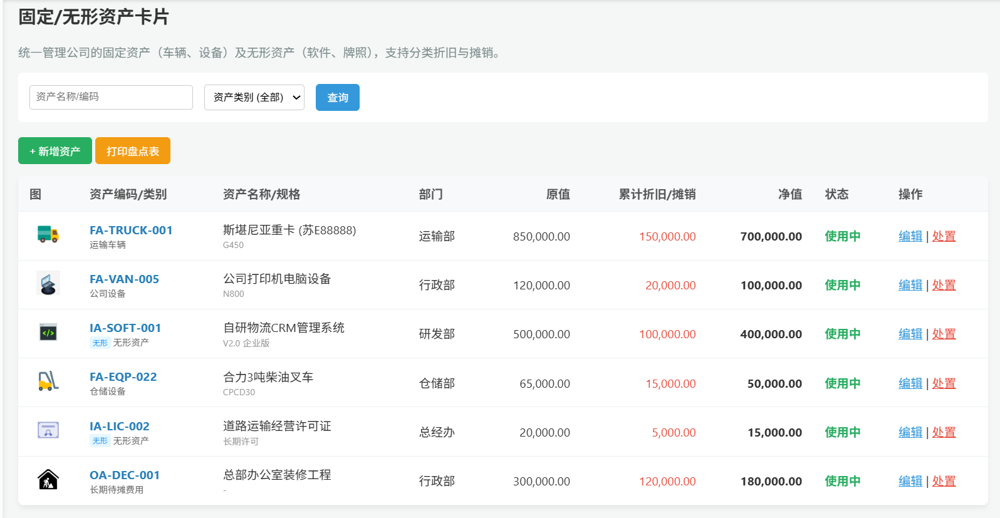 固定/无形资产卡片
统一管理公司的固定资产（车辆、设备）及无形资产（软件、牌照），支持分类折旧与摊销。
资产名称/编码 资产类别 (全部) 查询
+ 新增资产 打印盘点表
图 资产编码/类别 资产名称/规格 部门 原值 累计折旧/摊销 净值 状态 操作
FA-TRUCK-001 斯堪尼亚重卡 (苏E88888) 运输部 850,000.00 150,000.00 700,000.00 使用中 编辑 | 处置
运输车辆 G450
FA-VAN-005 公司打印机电脑设备 行政部 120,000.00 20,000.00 100,000.00 使用中 编辑 | 处置
公司设备 N800
IA-SOFT-001 自研物流CRM管理系统 研发部 500,000.00 100,000.00 400,000.00 使用中 编辑 | 处置
无形 无形资产 V2.0 企业版
FA-EQP-022 合力3吨柴油叉车 仓储部 65,000.00 15,000.00 50,000.00 使用中 编辑 | 处置
仓储设备 CPCD30
IA-LIC-002 道路运输经营许可证 总经办 20,000.00 5,000.00 15,000.00 使用中 编辑 | 处置
无形 无形资产 长期许可
OA-DEC-001 总部办公室装修工程 行政部 300,000.00 120,000.00 180,000.00 使用中 编辑 | 处置
长期待摊费用 -